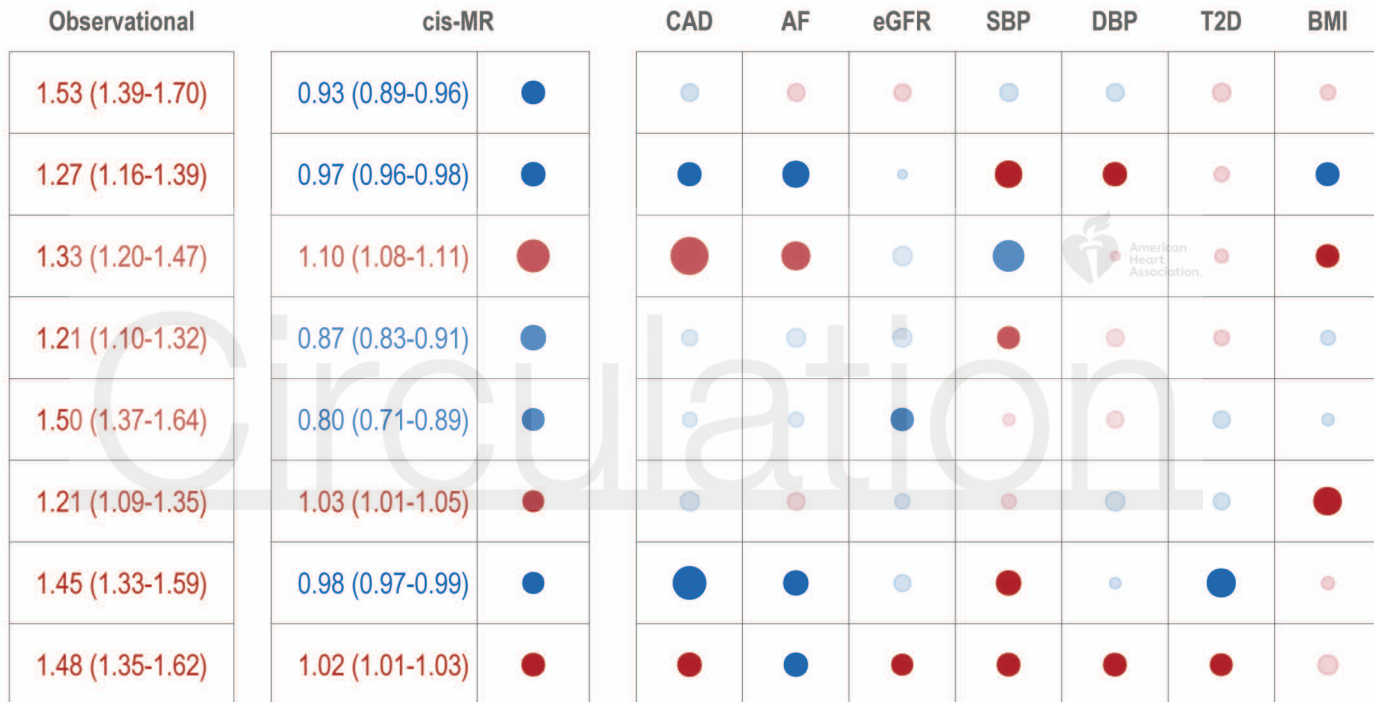 Observational cis-MR CAD AF eGFR SBP DBP T2D BMI
1.53 (1.39-1.70) 0.93 (0.89-0.96)
1.27 (1.16-1.39) 0.97 (0.96-0.98)
1.33 (1.20-1.47) 1.10 (1.08-1.11)
American
Heart
Association.
1.21 (1.10-1.32) 0.87 (0.83-0.91)
Circulation
1.50 (1.37-1.64) 0.80 (0.71-0.89)
1.21 (1.09-1.35) 1.03 (1.01-1.05)
1.45 (1.33-1.59) 0.98 (0.97-0.99)
1.48 (1.35-1.62) 1.02 (1.01-1.03)